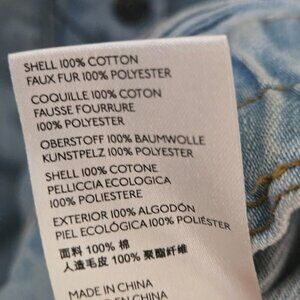 SHELL 100% COTTON
FAUX FUR 100% POLYESTER
COQUILLE 100% COTON
FAUSSE FOURRURE
100% POLYESTER
OBERSTOFF 100% BAUMWOLLE
KUNSTPELZ 100% POLYESTER
SHELL 100% COTONE
PELLICCIA ECOLOGICA
100% POLIESTERE
EXTERIOR 100% ALGODÓN
PIEL ECOLÓGICA 100% POLIÉSTER
面料 100% 棉
人造毛皮 100% 聚酯纤维
MADE IN CHINA